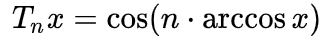 Tₙx = cos(n · arccos x)